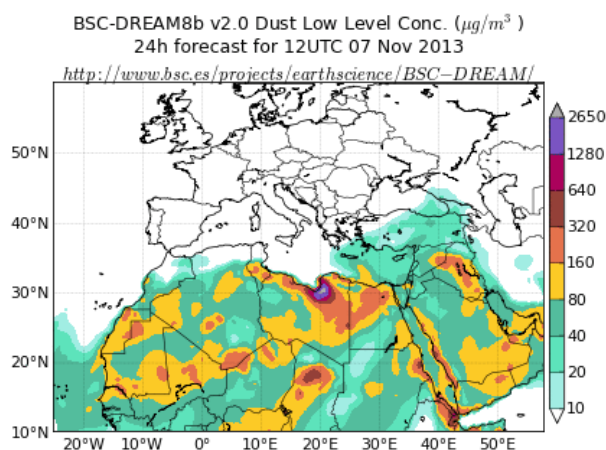 BSC-DREAM8b v2.0 Dust Low Level Conc. (μg/m³ )
24h forecast for 12UTC 07 Nov 2013
http://www.bsc.es/projects/earthscience/BSC−DREAM/
2650
1280
640
320
160
80
40
20
10
50°N
40°N
30°N
20°N
10°N
20°W 10°W 0° 10°E 20°E 30°E 40°E 50°E